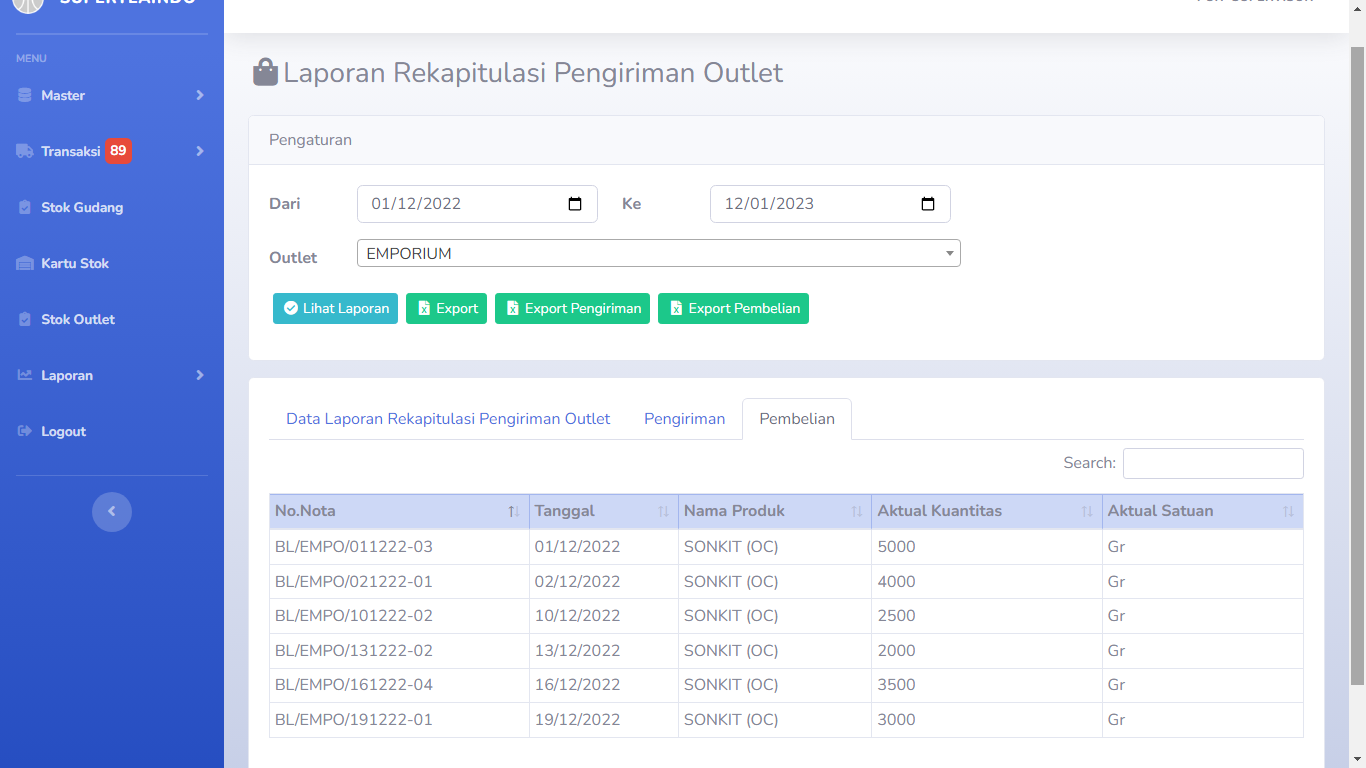 MENU
Master
Transaksi 89
Stok Gudang
Kartu Stok
Stok Outlet
Laporan
Logout
Laporan Rekapitulasi Pengiriman Outlet
Pengaturan
Dari 01/12/2022 Ke 12/01/2023
Outlet EMPORIUM
Lihat Laporan Export Export Pengiriman Export Pembelian
Data Laporan Rekapitulasi Pengiriman Outlet Pengiriman Pembelian
Search:
No.Nota Tanggal Nama Produk Aktual Kuantitas Aktual Satuan
BL/EMPO/011222-03 01/12/2022 SONKIT (OC) 5000 Gr
BL/EMPO/021222-01 02/12/2022 SONKIT (OC) 4000 Gr
BL/EMPO/101222-02 10/12/2022 SONKIT (OC) 2500 Gr
BL/EMPO/131222-02 13/12/2022 SONKIT (OC) 2000 Gr
BL/EMPO/161222-04 16/12/2022 SONKIT (OC) 3500 Gr
BL/EMPO/191222-01 19/12/2022 SONKIT (OC) 3000 Gr